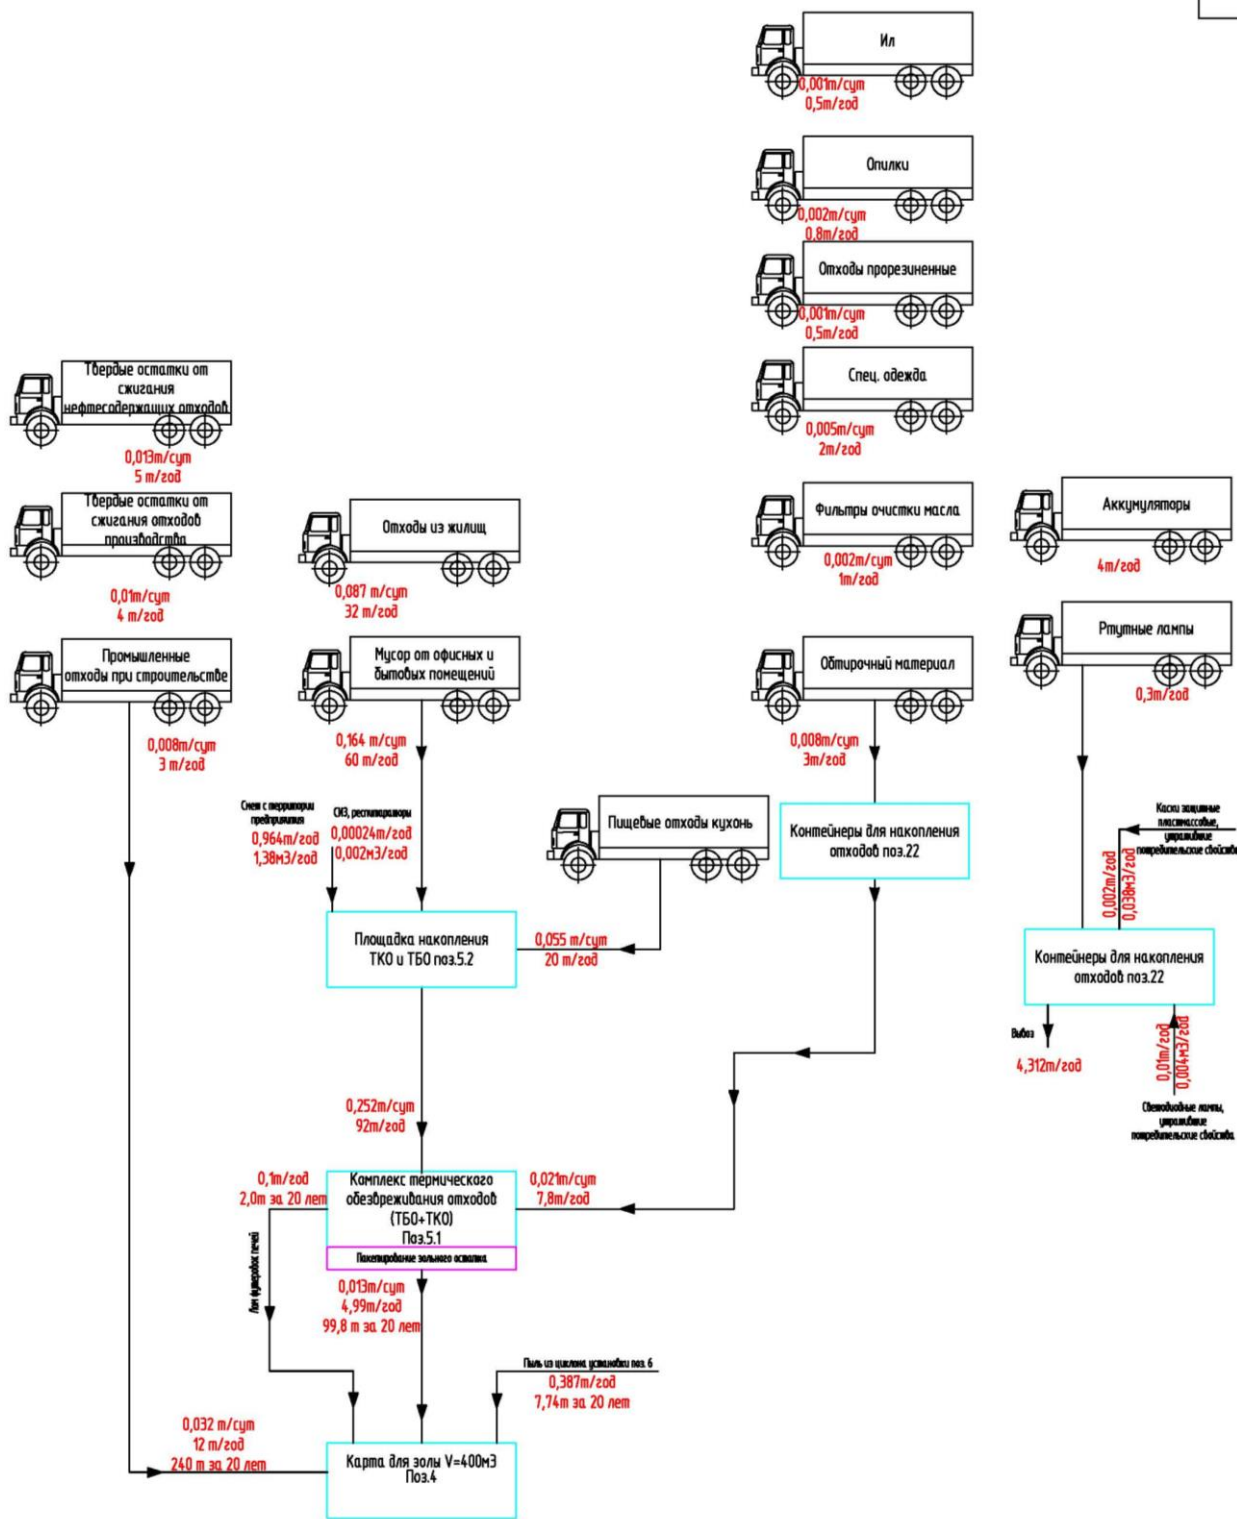 Ил
0,001т/сут
0,5т/год
Опилки
0,002т/сут
0,8т/год
Отходы прорезиненные
0,001т/сут
0,5т/год
Спец. одежда
0,005т/сут
2т/год
Твердые остатки от
сжигания
нефтесодержащих отходов
0,013т/сут
5 т/год
Твердые остатки от
сжигания отходов
производства
0,01т/сут
4 т/год
Отходы из жилищ
0,087 т/сут
32 т/год
Фильтры очистки масла
0,002т/сут
1т/год
Аккумуляторы
4т/год
Промышленные
отходы при строительстве
0,008т/сут
3 т/год
Мусор от офисных и
бытовых помещений
0,164 т/сут
60 т/год
Обтирочный материал
0,008т/сут
3т/год
Ртутные лампы
0,3т/год
Смет с территории
предприятия
0,964т/год
1,38м3/год
СИЗ, респираторы
0,00024т/год
0,002м3/год
Пищевые отходы кухонь
0,055 т/сут
20 т/год
Контейнеры для накопления
отходов поз.22
Каски защитные
пластмассовые,
утратившие
потребительские свойства
0,002т/год
0,038м3/год
Площадка накопления
ТКО и ТБО поз.5.2
Контейнеры для накопления
отходов поз.22
Вывоз
4,312т/год
0,01т/год
0,004м3/год
Светодиодные лампы,
утратившие
потребительские свойства
0,252т/сут
92т/год
0,1т/год
2,0т за 20 лет
Комплекс термического
обезвреживания отходов
(ТБО+ТКО)
Поз.5.1
Пакетирование зольного остатка
0,021т/сут
7,8т/год
Лом футеровок печей
0,013т/сут
4,99т/год
99,8 т за 20 лет
Пыль из циклона установки поз. 6
0,387т/год
7,74т за 20 лет
0,032 т/сут
12 т/год
240 т за 20 лет
Карта для золы V=400м3
Поз.4